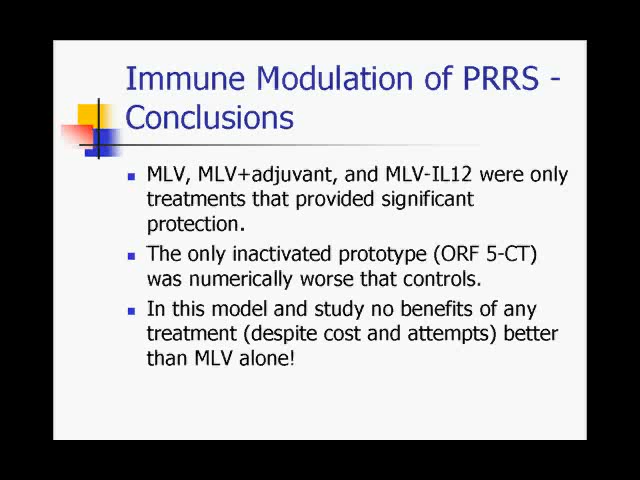 Immune Modulation of PRRS -
Conclusions
MLV, MLV+adjuvant, and MLV-IL12 were only
treatments that provided significant
protection.
The only inactivated prototype (ORF 5-CT)
was numerically worse that controls.
In this model and study no benefits of any
treatment (despite cost and attempts) better
than MLV alone!